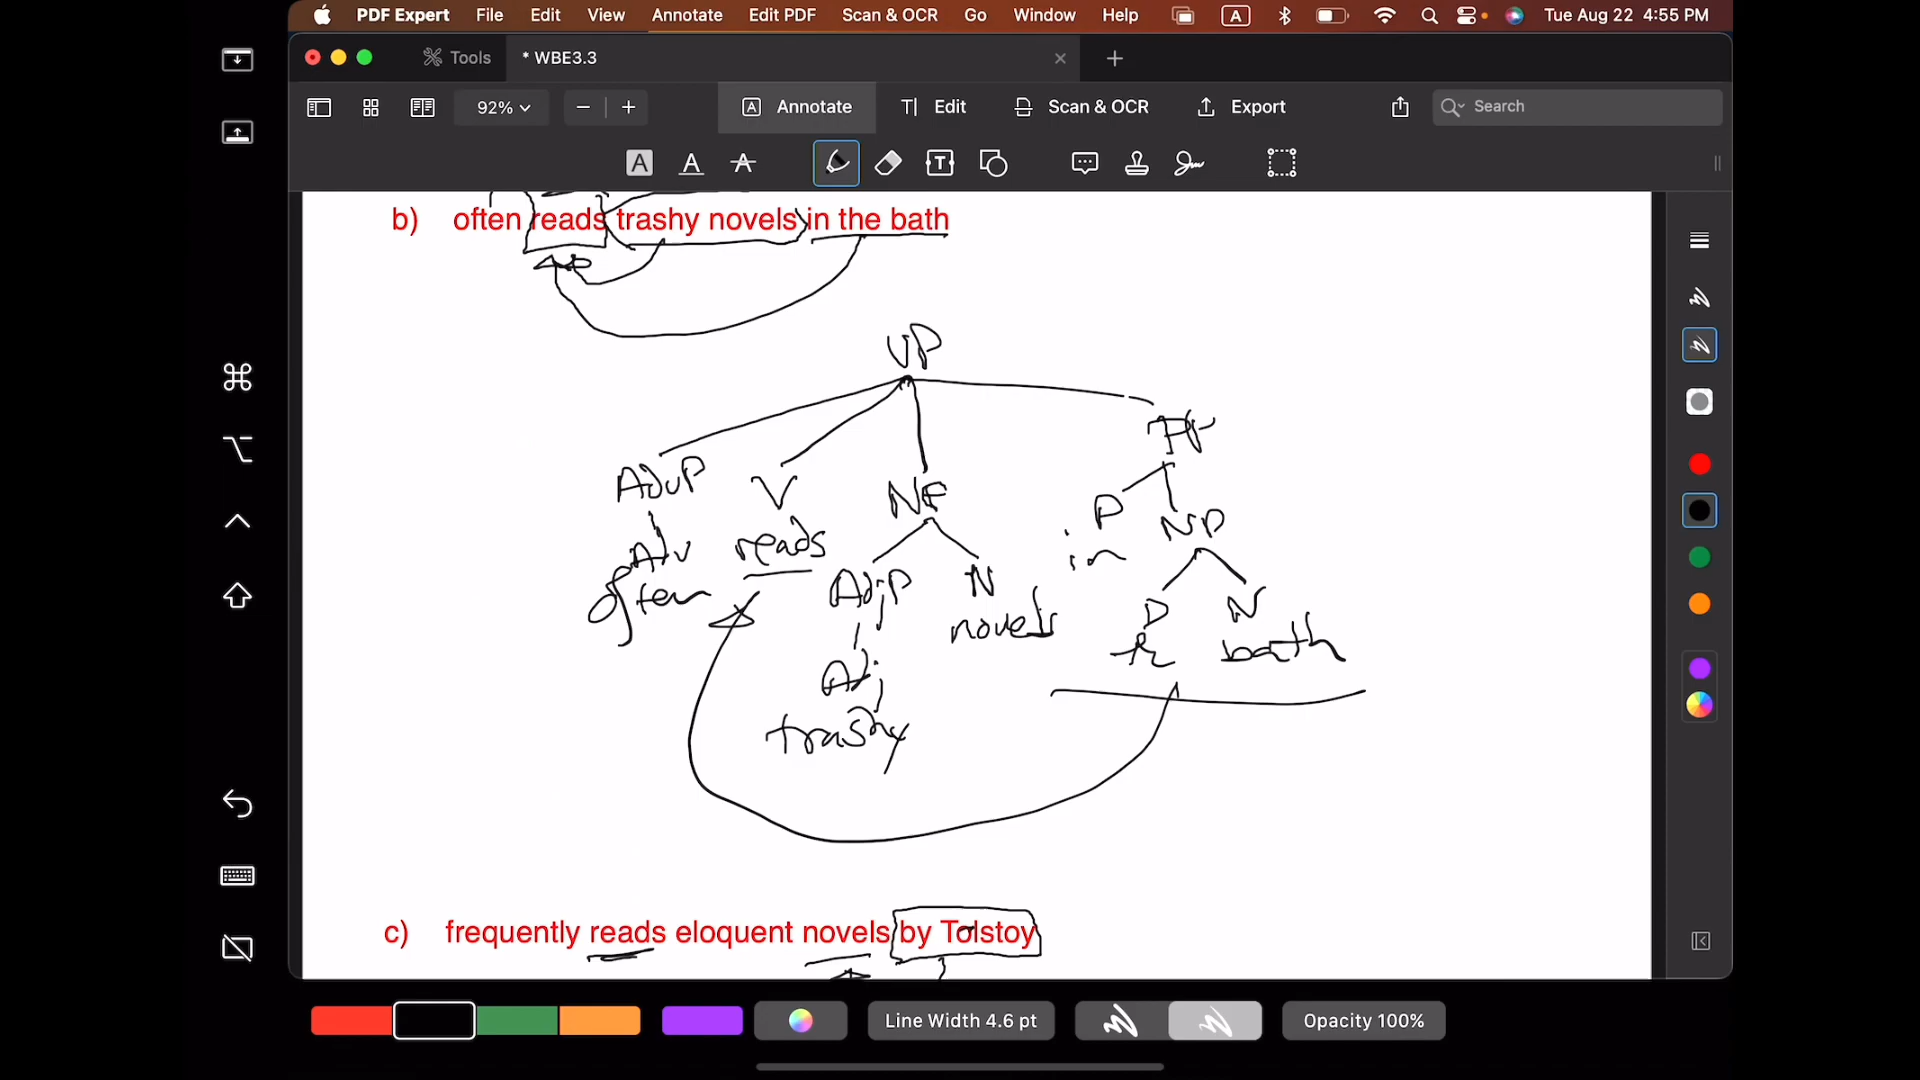 PDF Expert File Edit View Annotate Edit PDF Scan & OCR Go Window Help A Tue Aug 22 4:55 PM
Tools * WBE3.3
92% Annotate Edit Scan & OCR Export Search
b) often reads trashy novels in the bath
VP
PP
AdvP V NP
P NP
Adv reads in
often AdjP N D N
novels the bath
Adj
trashy
c) frequently reads eloquent novels by Tolstoy
Line Width 4.6 pt Opacity 100%